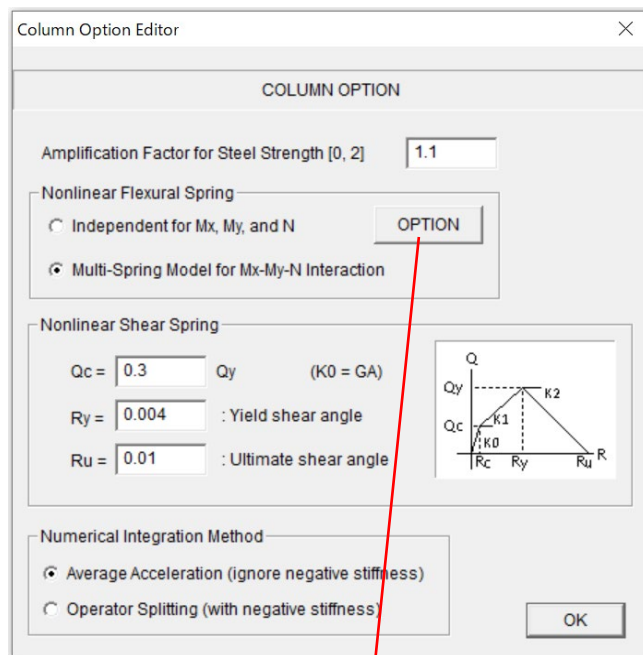 Column Option Editor
COLUMN OPTION
Amplification Factor for Steel Strength [0, 2] 1.1
Nonlinear Flexural Spring
Independent for Mx, My, and N OPTION
Multi-Spring Model for Mx-My-N Interaction
Nonlinear Shear Spring
Qc = 0.3 Qy (K0 = GA)
Ry = 0.004 : Yield shear angle
Ru = 0.01 : Ultimate shear angle
Q
Qy K2
Qc K1
K0
Rc Ry Ru R
Numerical Integration Method
Average Acceleration (ignore negative stiffness)
Operator Splitting (with negative stiffness)
OK